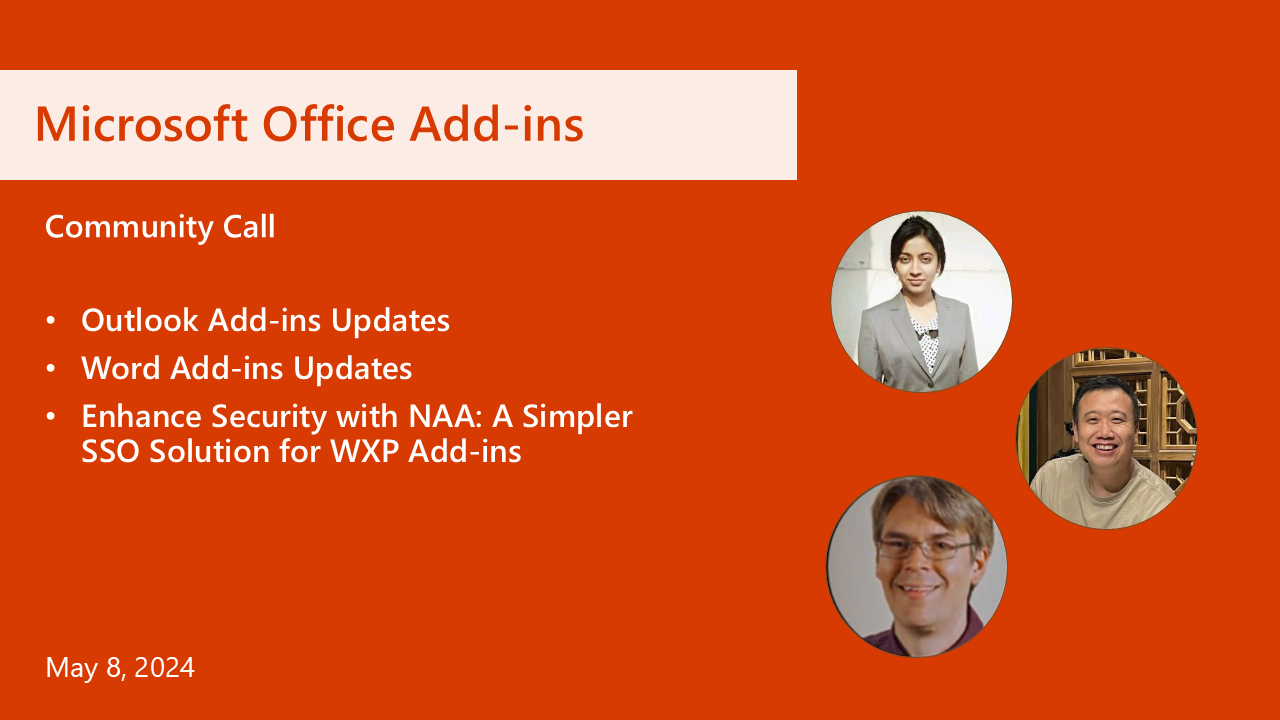 Microsoft Office Add-ins
Community Call
• Outlook Add-ins Updates
• Word Add-ins Updates
• Enhance Security with NAA: A Simpler
SSO Solution for WXP Add-ins
May 8, 2024